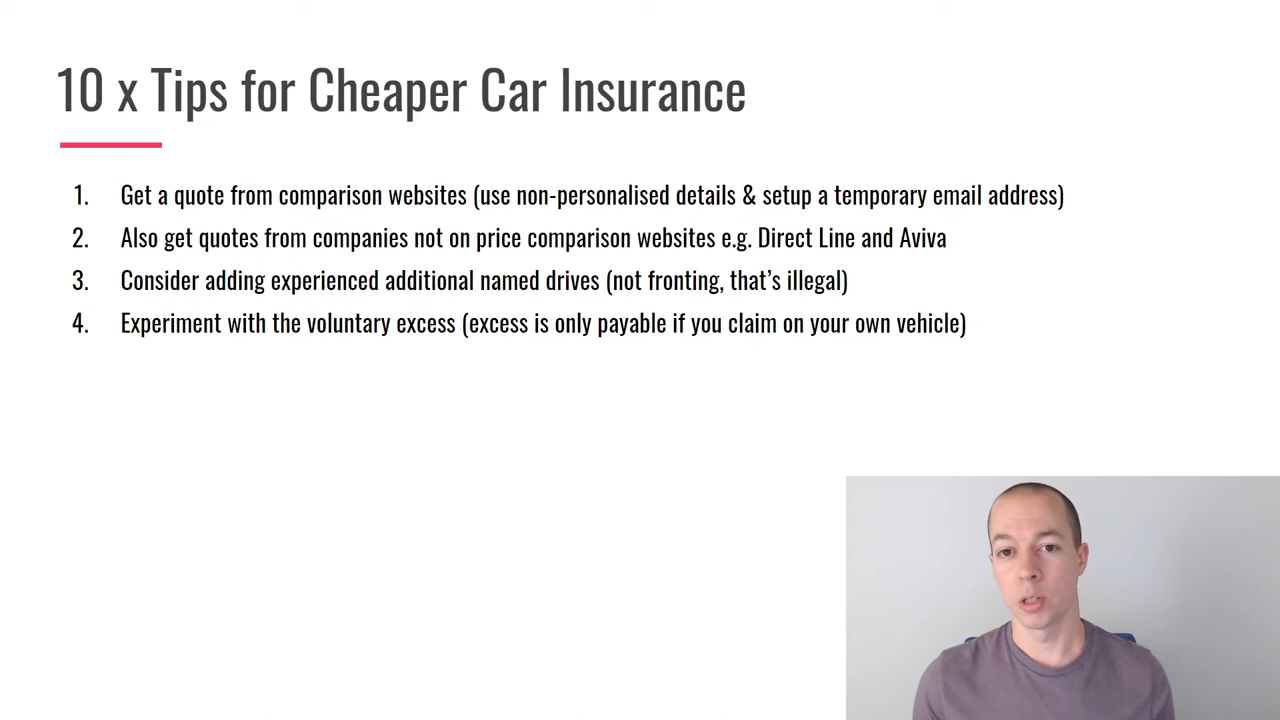 10 x Tips for Cheaper Car Insurance
1. Get a quote from comparison websites (use non-personalised details & setup a temporary email address)
2. Also get quotes from companies not on price comparison websites e.g. Direct Line and Aviva
3. Consider adding experienced additional named drives (not fronting, that's illegal)
4. Experiment with the voluntary excess (excess is only payable if you claim on your own vehicle)